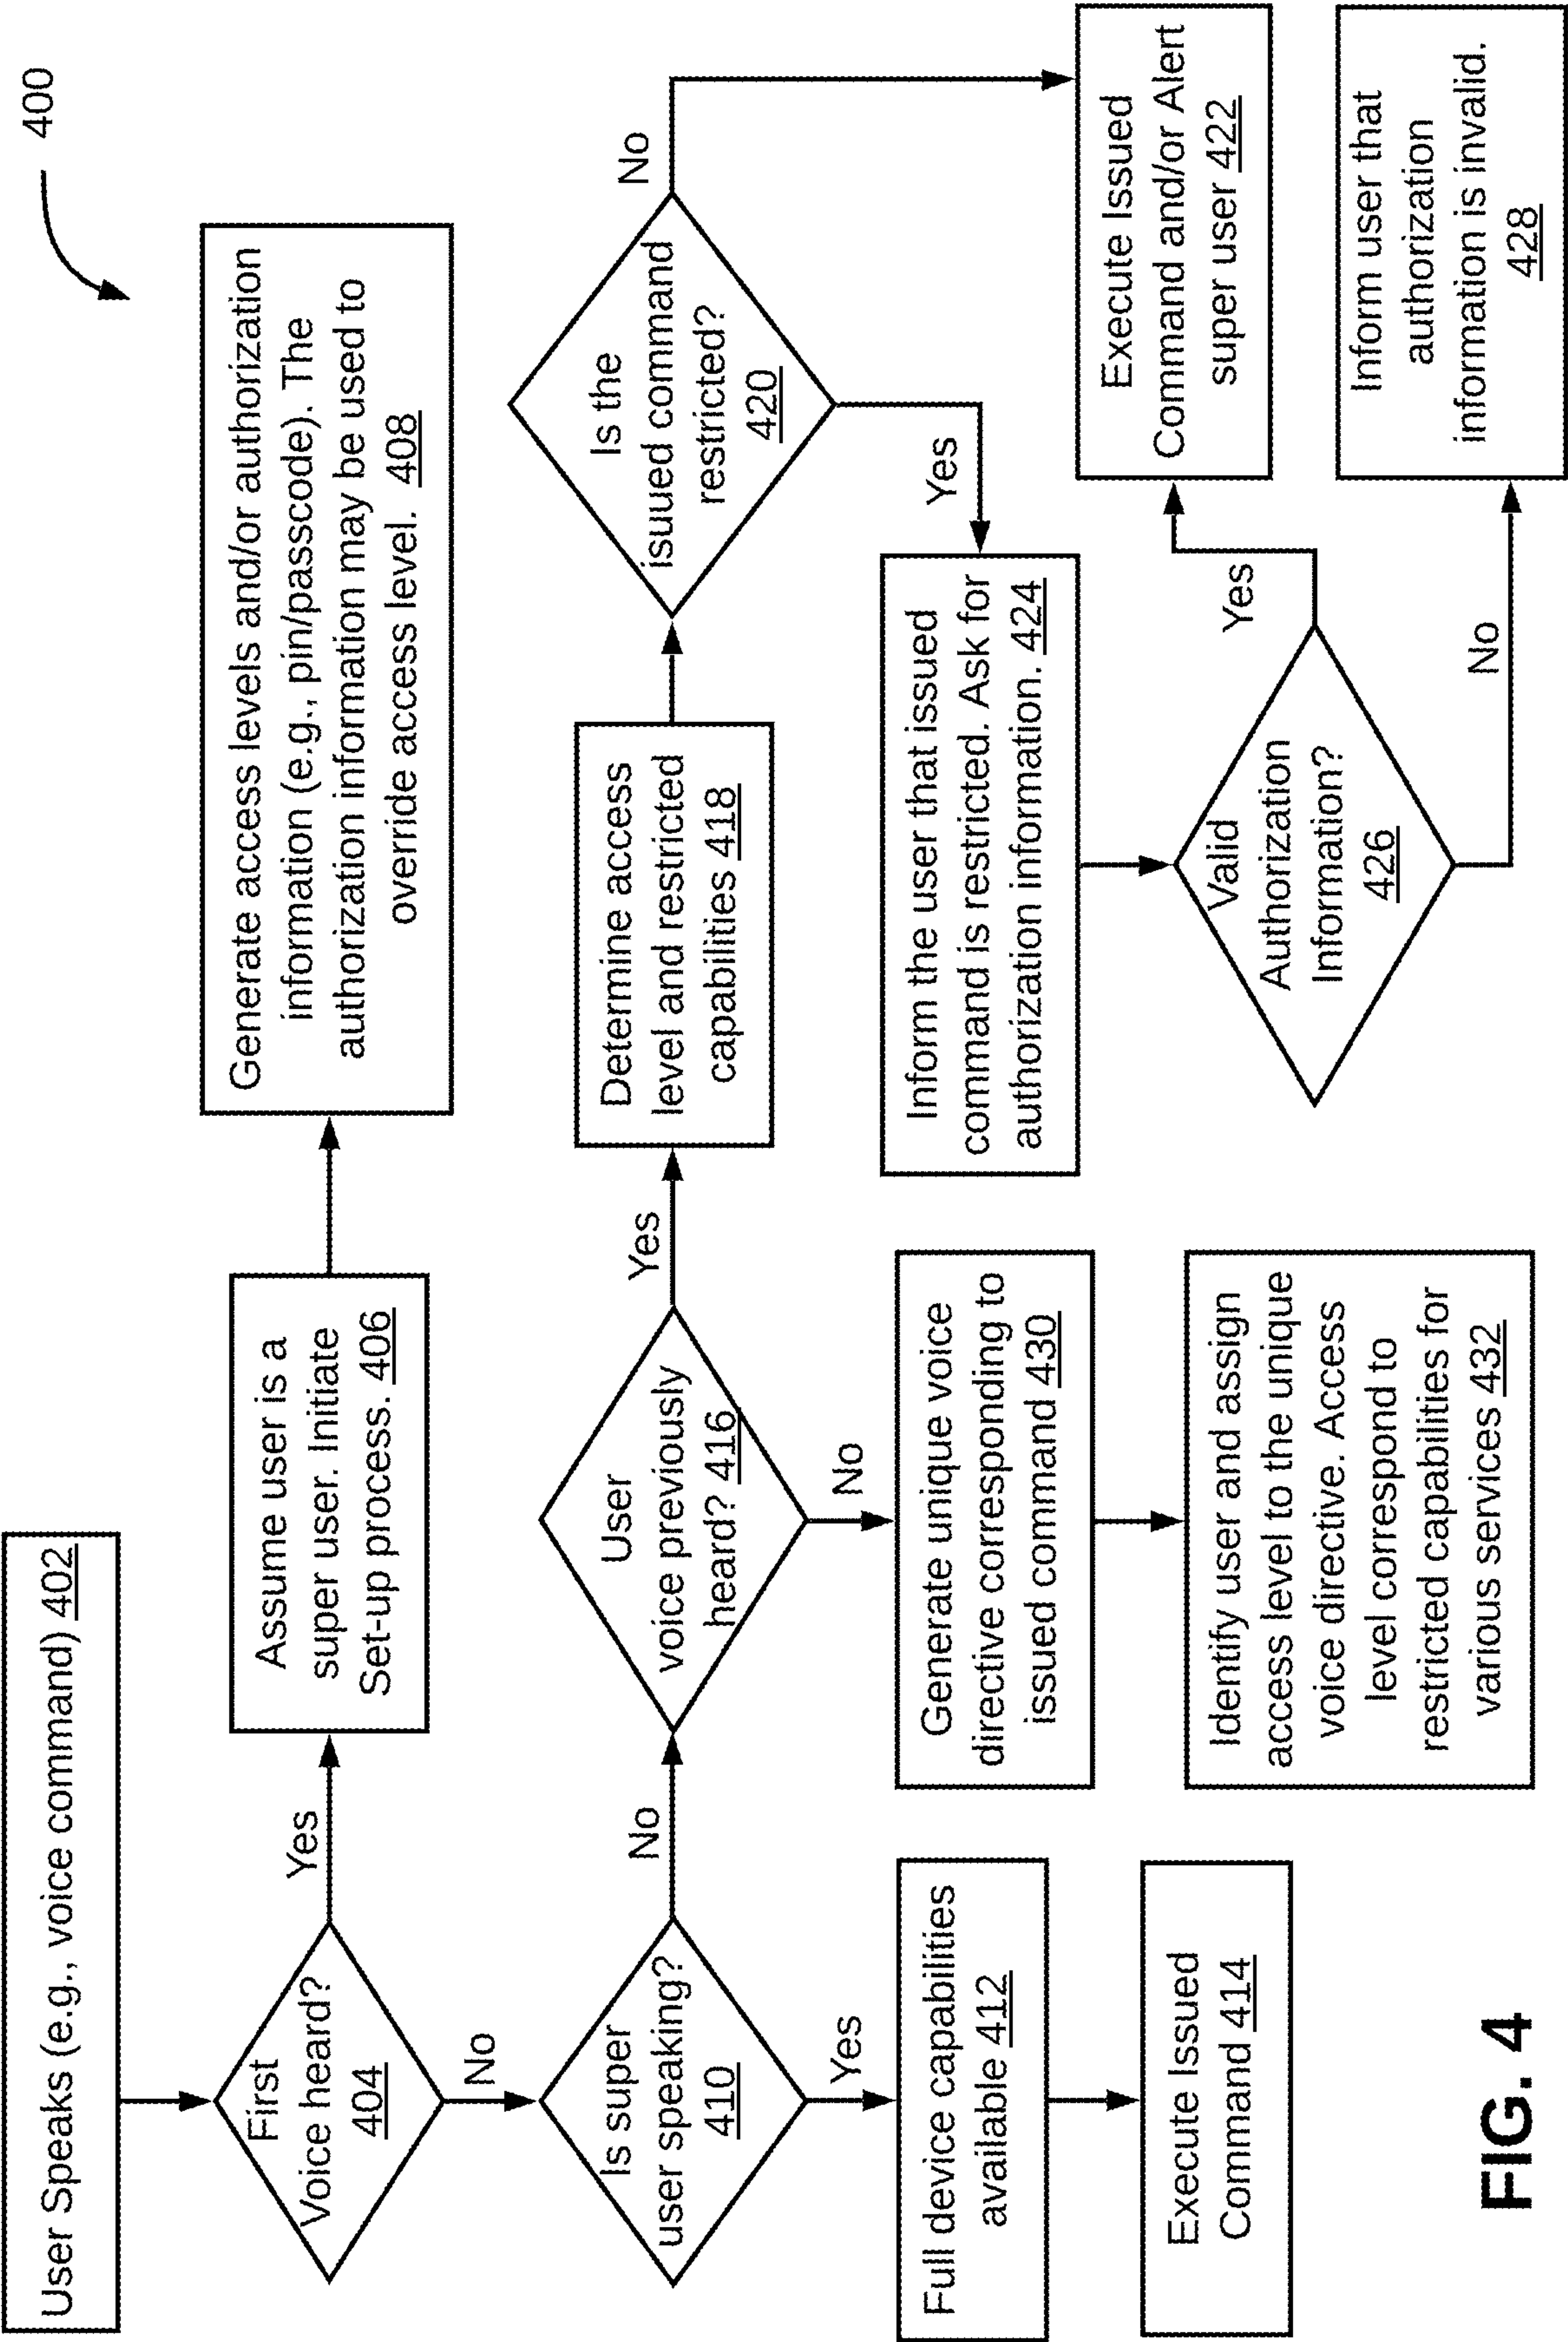 400
User Speaks (e.g., voice command) 402
First
Voice heard?
404
Yes
Assume user is a
super user. Initiate
Set-up process. 406
Generate access levels and/or authorization
information (e.g., pin/passcode). The
authorization information may be used to
override access level. 408
No
Is super
user speaking?
410
No
User
voice previously
heard? 416
Yes
Determine access
level and restricted
capabilities 418
Is the
isuued command
restricted?
420
No
Yes
Full device capabilities
available 412
Execute Issued
Command 414
No
Generate unique voice
directive corresponding to
issued command 430
Identify user and assign
access level to the unique
voice directive. Access
level correspond to
restricted capabilities for
various services 432
Yes
Inform the user that issued
command is restricted. Ask for
authorization information. 424
Valid
Authorization
Information?
426
Yes
Execute Issued
Command and/or Alert
super user 422
No
Inform user that
authorization
information is invalid.
428
FIG. 4